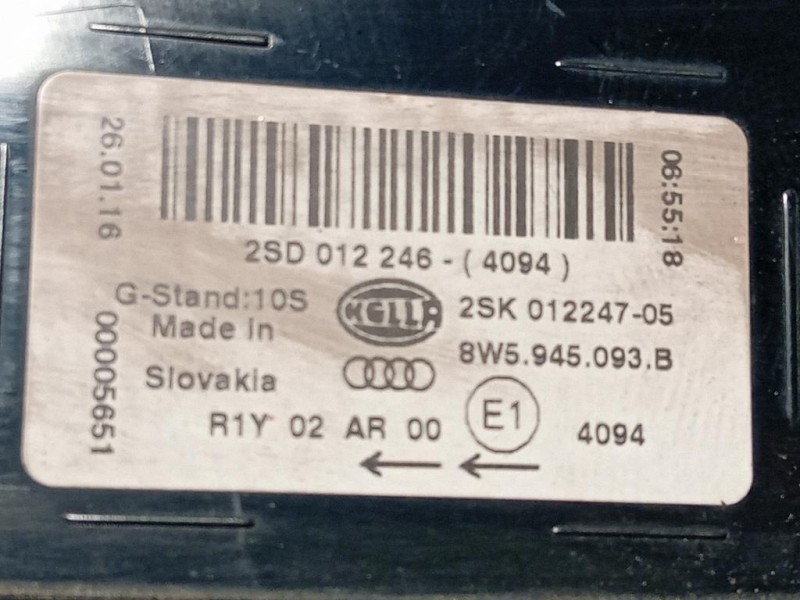 26.01.16
06:55:18
2SD 012 246-(4094)
G-Stand:10S
HELLA
2SK 012247-05
Made in
8W5.945.093.B
Slovakia
00005651
R1Y 02 AR 00
E1
4094